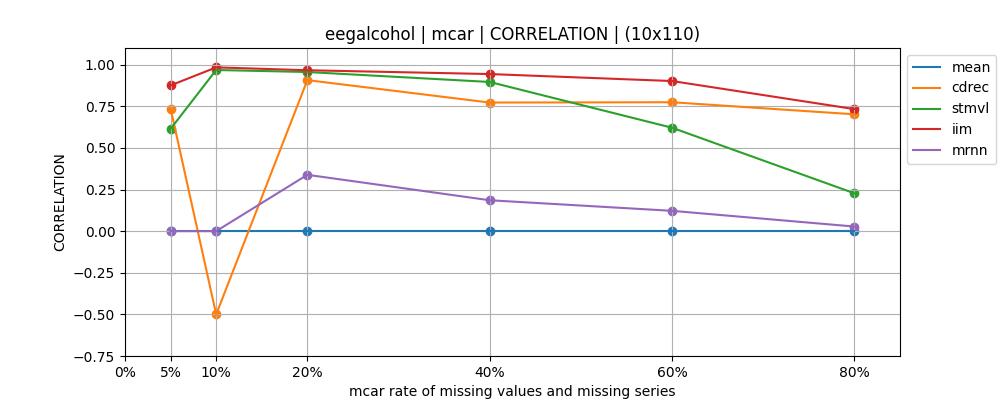 eegalcohol | mcar | CORRELATION | (10x110)
CORRELATION
1.00
0.75
0.50
0.25
0.00
−0.25
−0.50
−0.75
0% 5% 10% 20% 40% 60% 80%
mcar rate of missing values and missing series
mean
cdrec
stmvl
iim
mrnn